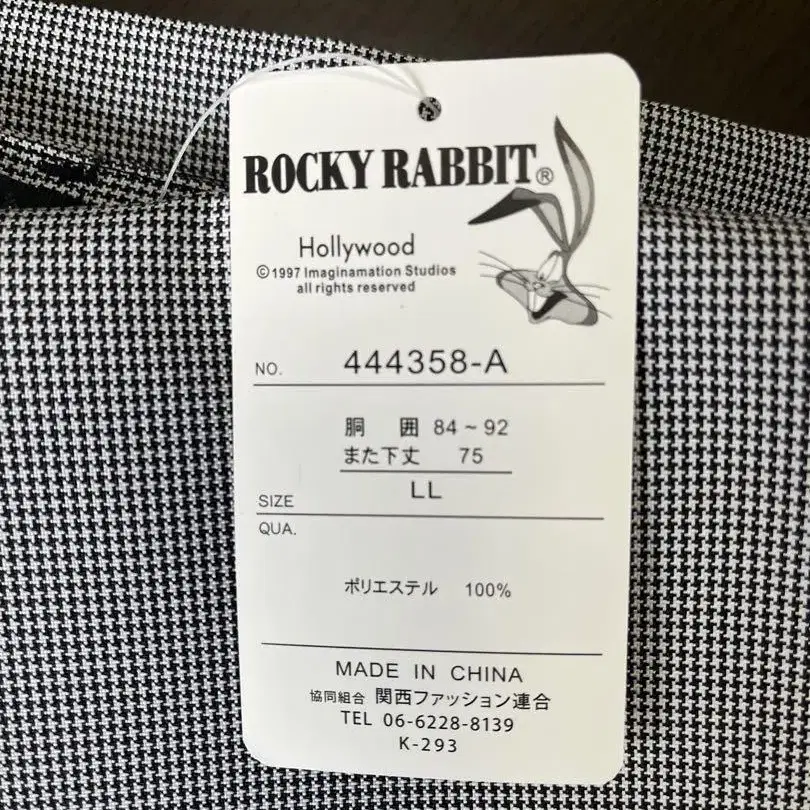 ROCKY RABBIT®
Hollywood
©1997 Imaginamation Studios
all rights reserved
NO. 444358-A
胴 囲 84~92
また下丈 75
SIZE LL
QUA.
ポリエステル 100%
MADE IN CHINA
協同組合 関西ファッション連合
TEL 06-6228-8139
K-293